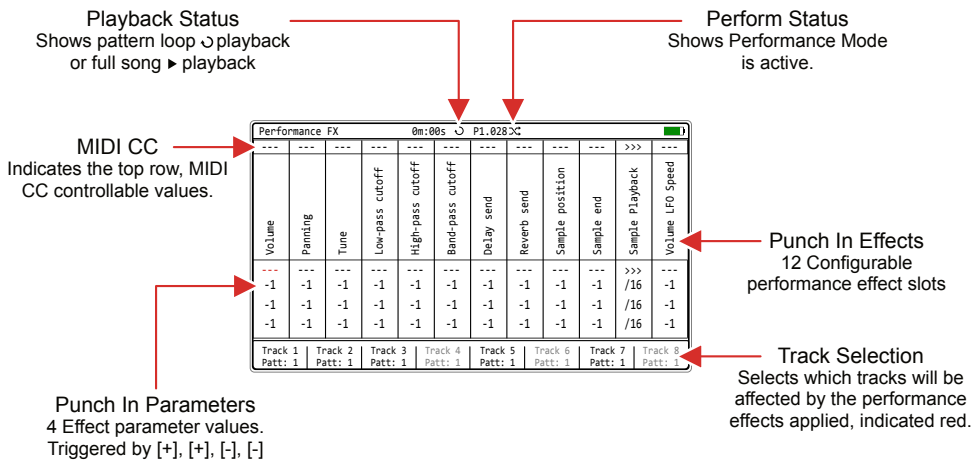 Playback Status
Shows pattern loop playback
or full song ▶ playback
Perform Status
Shows Performance Mode
is active.
MIDI CC
Indicates the top row, MIDI
CC controllable values.
Performance FX 0m:00s P1.028
--- --- --- --- --- --- --- --- --- --- >>> ---
Volume
Panning
Tune
Low-pass cutoff
High-pass cutoff
Band-pass cutoff
Delay send
Reverb send
Sample position
Sample end
Sample Playback
Volume LFO Speed
--- --- --- --- --- --- --- --- --- --- >>> ---
-1 -1 -1 -1 -1 -1 -1 -1 -1 -1 /16 -1
-1 -1 -1 -1 -1 -1 -1 -1 -1 -1 /16 -1
-1 -1 -1 -1 -1 -1 -1 -1 -1 -1 /16 -1
Track 1 Track 2 Track 3 Track 4 Track 5 Track 6 Track 7 Track 8
Patt: 1 Patt: 1 Patt: 1 Patt: 1 Patt: 1 Patt: 1 Patt: 1 Patt: 1
Punch In Effects
12 Configurable
performance effect slots
Track Selection
Selects which tracks will be
affected by the performance
effects applied, indicated red.
Punch In Parameters
4 Effect parameter values.
Triggered by [+], [+], [-], [-]